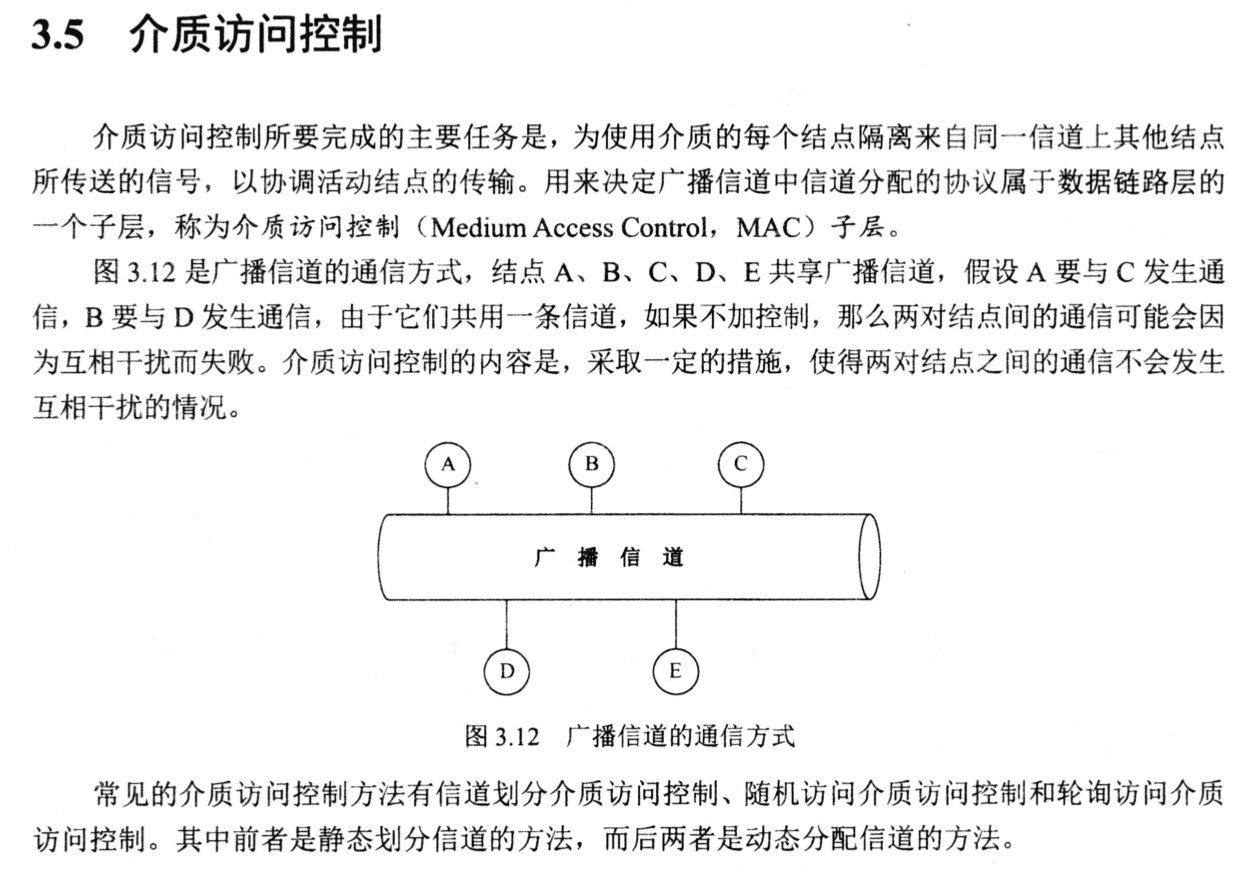 3.5 介质访问控制
介质访问控制所要完成的主要任务是，为使用介质的每个结点隔离来自同一信道上其他结点
所传送的信号，以协调活动结点的传输。用来决定广播信道中信道分配的协议属于数据链路层的
一个子层，称为介质访问控制（Medium Access Control，MAC）子层。
图 3.12 是广播信道的通信方式，结点 A、B、C、D、E 共享广播信道，假设 A 要与 C 发生通
信，B 要与 D 发生通信，由于它们共用一条信道，如果不加控制，那么两对结点间的通信可能会因
为互相干扰而失败。介质访问控制的内容是，采取一定的措施，使得两对结点之间的通信不会发生
互相干扰的情况。
A B C
广播信道
D E
图 3.12 广播信道的通信方式
常见的介质访问控制方法有信道划分介质访问控制、随机访问介质访问控制和轮询访问介质
访问控制。其中前者是静态划分信道的方法，而后两者是动态分配信道的方法。